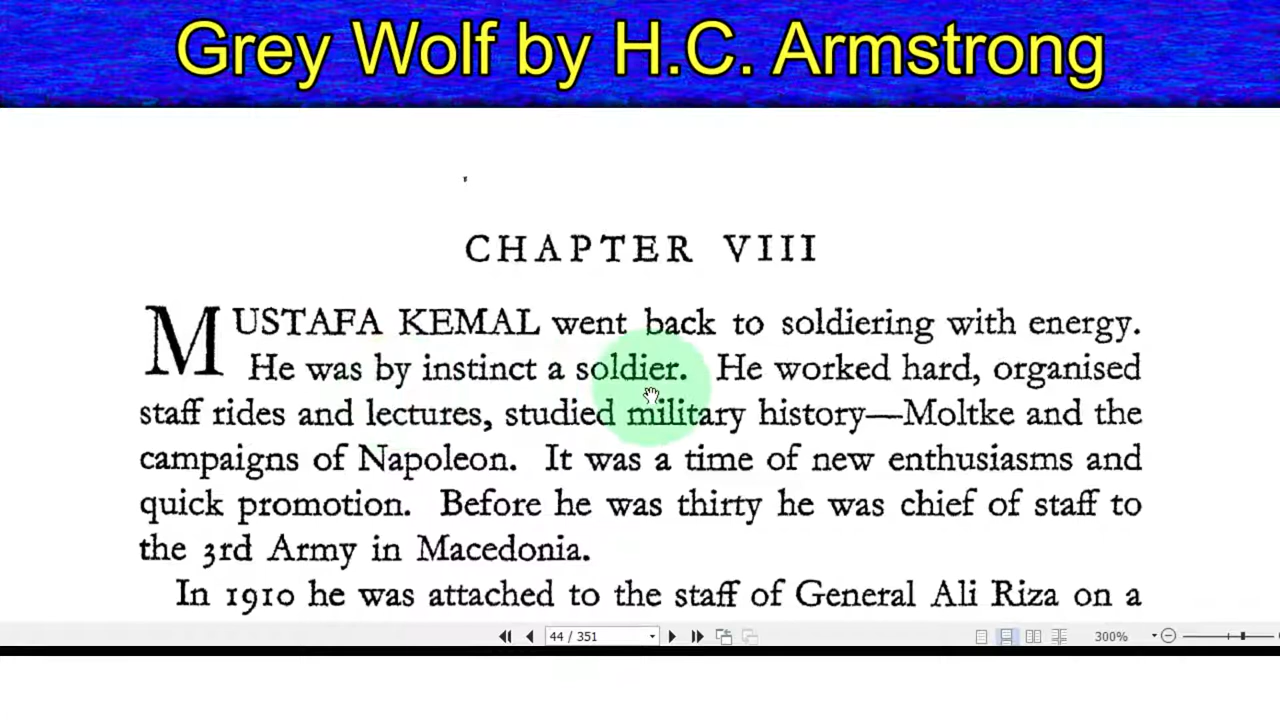 Grey Wolf by H.C. Armstrong
CHAPTER VIII
MUSTAFA KEMAL went back to soldiering with energy.
He was by instinct a soldier. He worked hard, organised
staff rides and lectures, studied military history—Moltke and the
campaigns of Napoleon. It was a time of new enthusiasms and
quick promotion. Before he was thirty he was chief of staff to
the 3rd Army in Macedonia.
In 1910 he was attached to the staff of General Ali Riza on a
44 / 351
300%